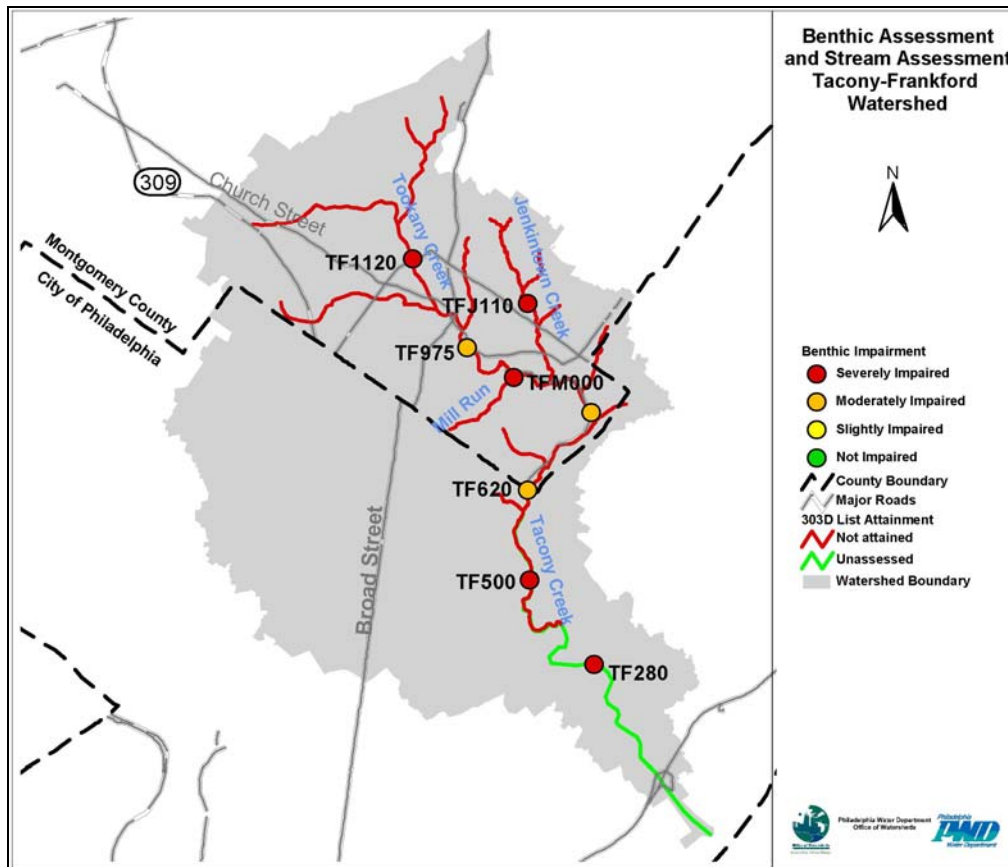 Benthic Assessment
and Stream Assessment
Tacony-Frankford
Watershed
N
309
Church Street
Tookany Creek
Jenkintown Creek
Montgomery County
City of Philadelphia
TF1120
TFJ110
TF975
TFM000
Mill Run
TF620
Broad Street
Tacony Creek
TF500
TF280
Benthic Impairment
Severely Impaired
Moderately Impaired
Slightly Impaired
Not Impaired
County Boundary
Major Roads
303D List Attainment
Not attained
Unassessed
Watershed Boundary
Philadelphia Water Department
Office of Watersheds
Philadelphia
PWD
Water Department